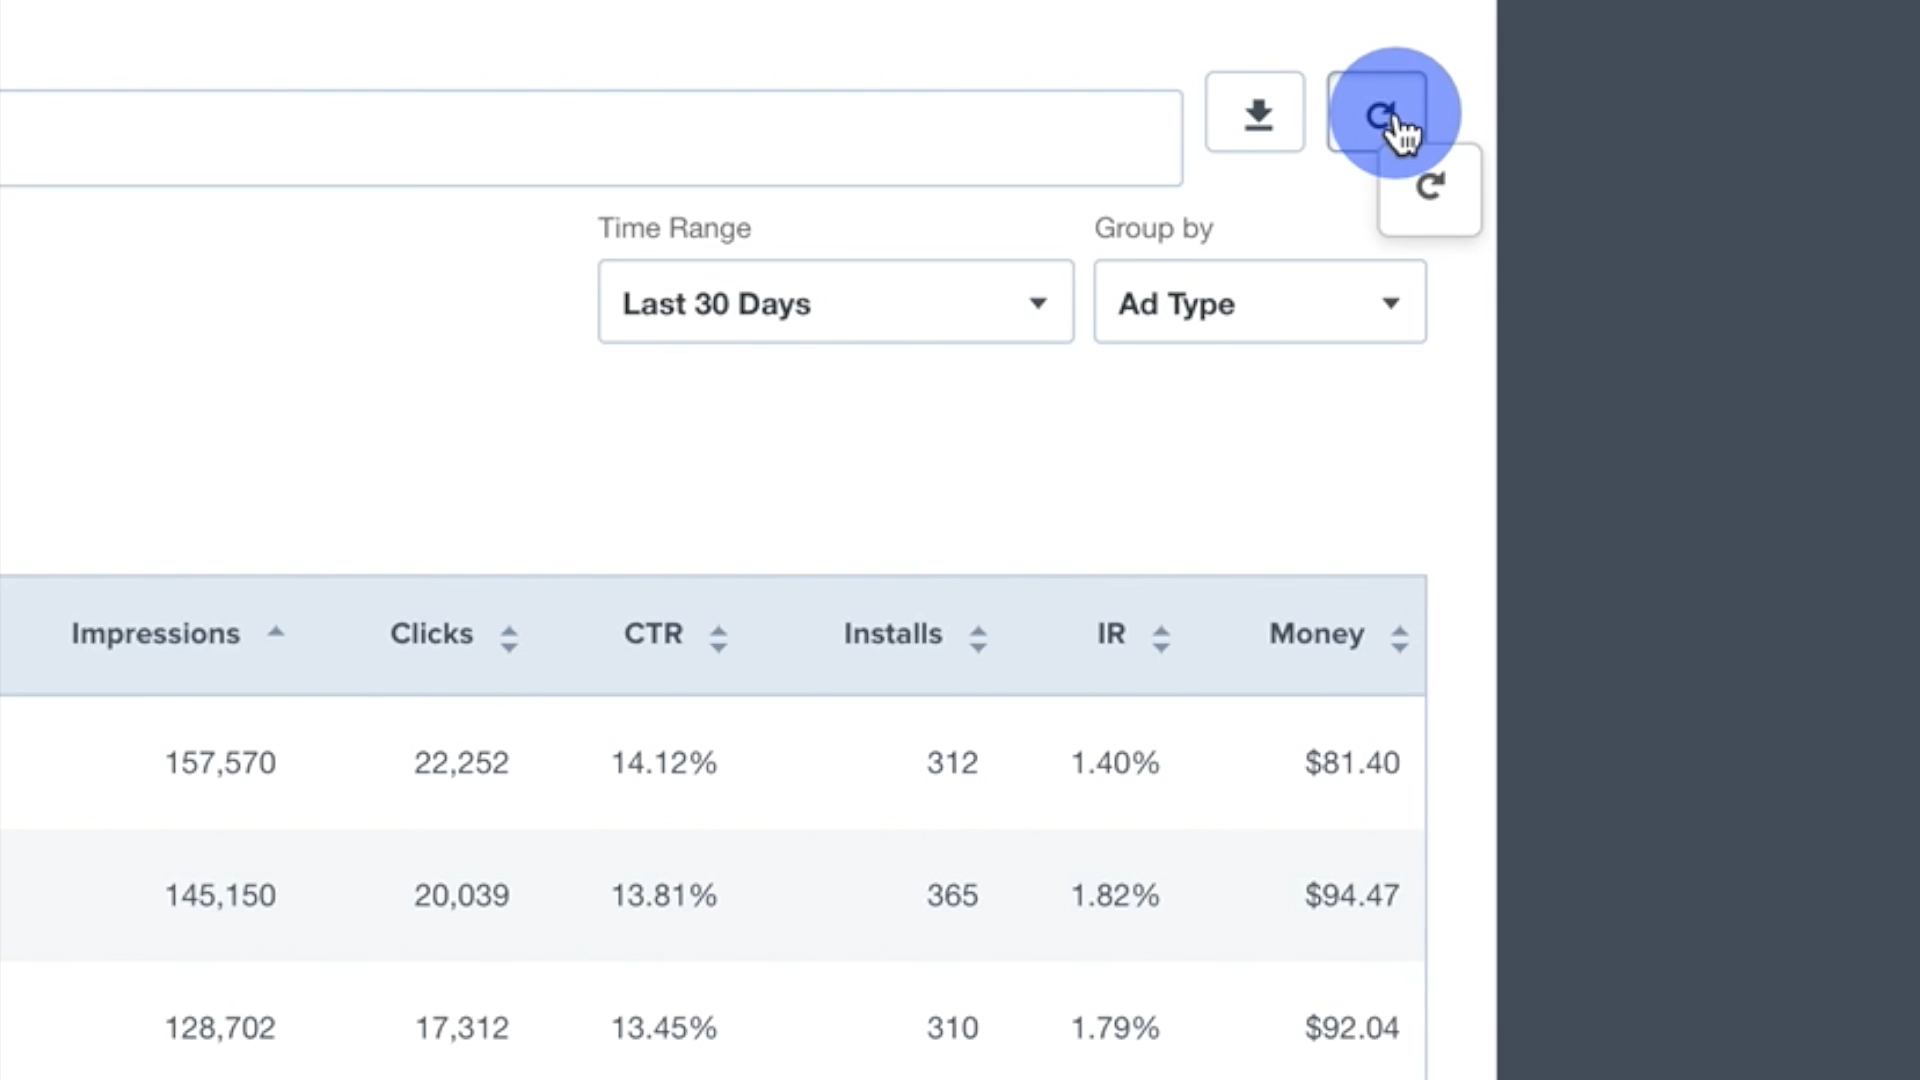 Time Range Group by
Last 30 Days Ad Type
Impressions Clicks CTR Installs IR Money
157,570 22,252 14.12% 312 1.40% $81.40
145,150 20,039 13.81% 365 1.82% $94.47
128,702 17,312 13.45% 310 1.79% $92.04